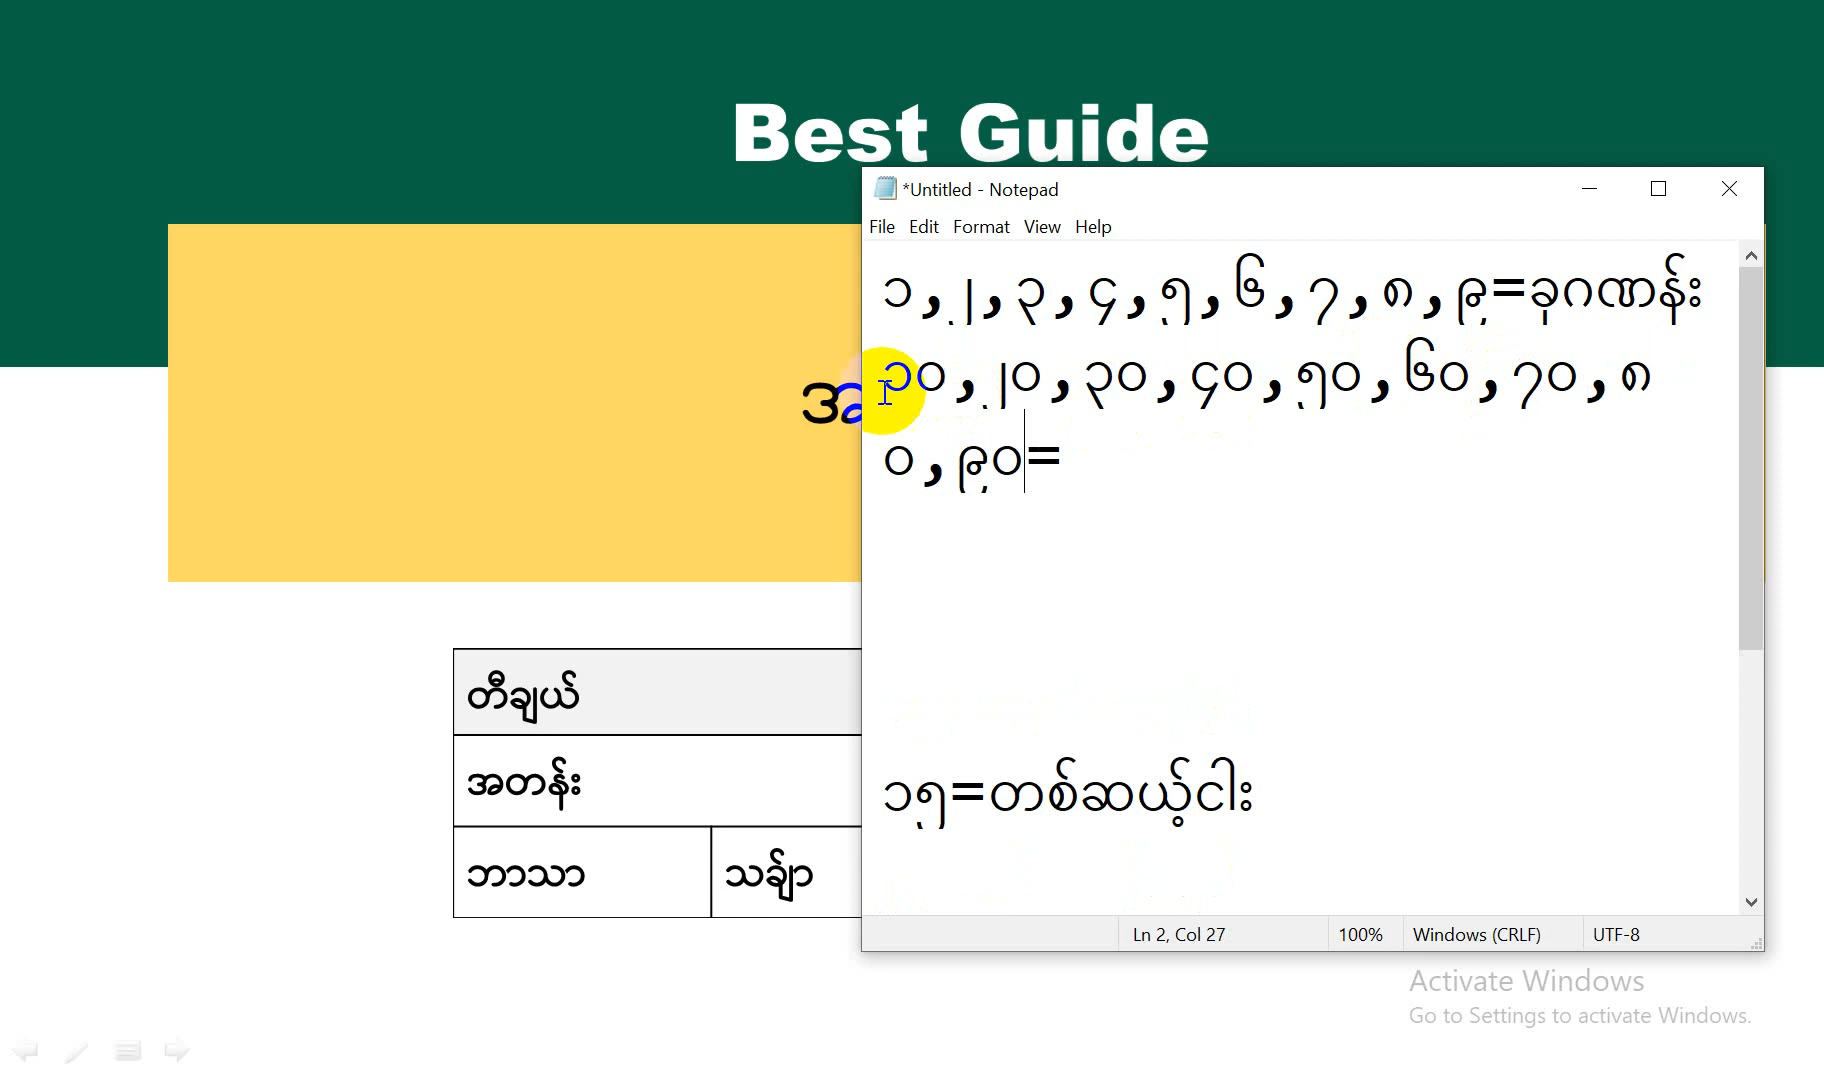 Best Guide
*Untitled - Notepad
File Edit Format View Help
၁,၂,၃,၄,၅,၆,၇,၈,၉=ခုဂဏန်း
၁၀,၂၀,၃၀,၄၀,၅၀,၆၀,၇၀,၈
၀,၉၀=
၁၅=တစ်ဆယ့်ငါး
Ln 2, Col 27 100% Windows (CRLF) UTF-8
တီချယ်
အတန်း
ဘာသာ သင်္ချာ
Activate Windows
Go to Settings to activate Windows.